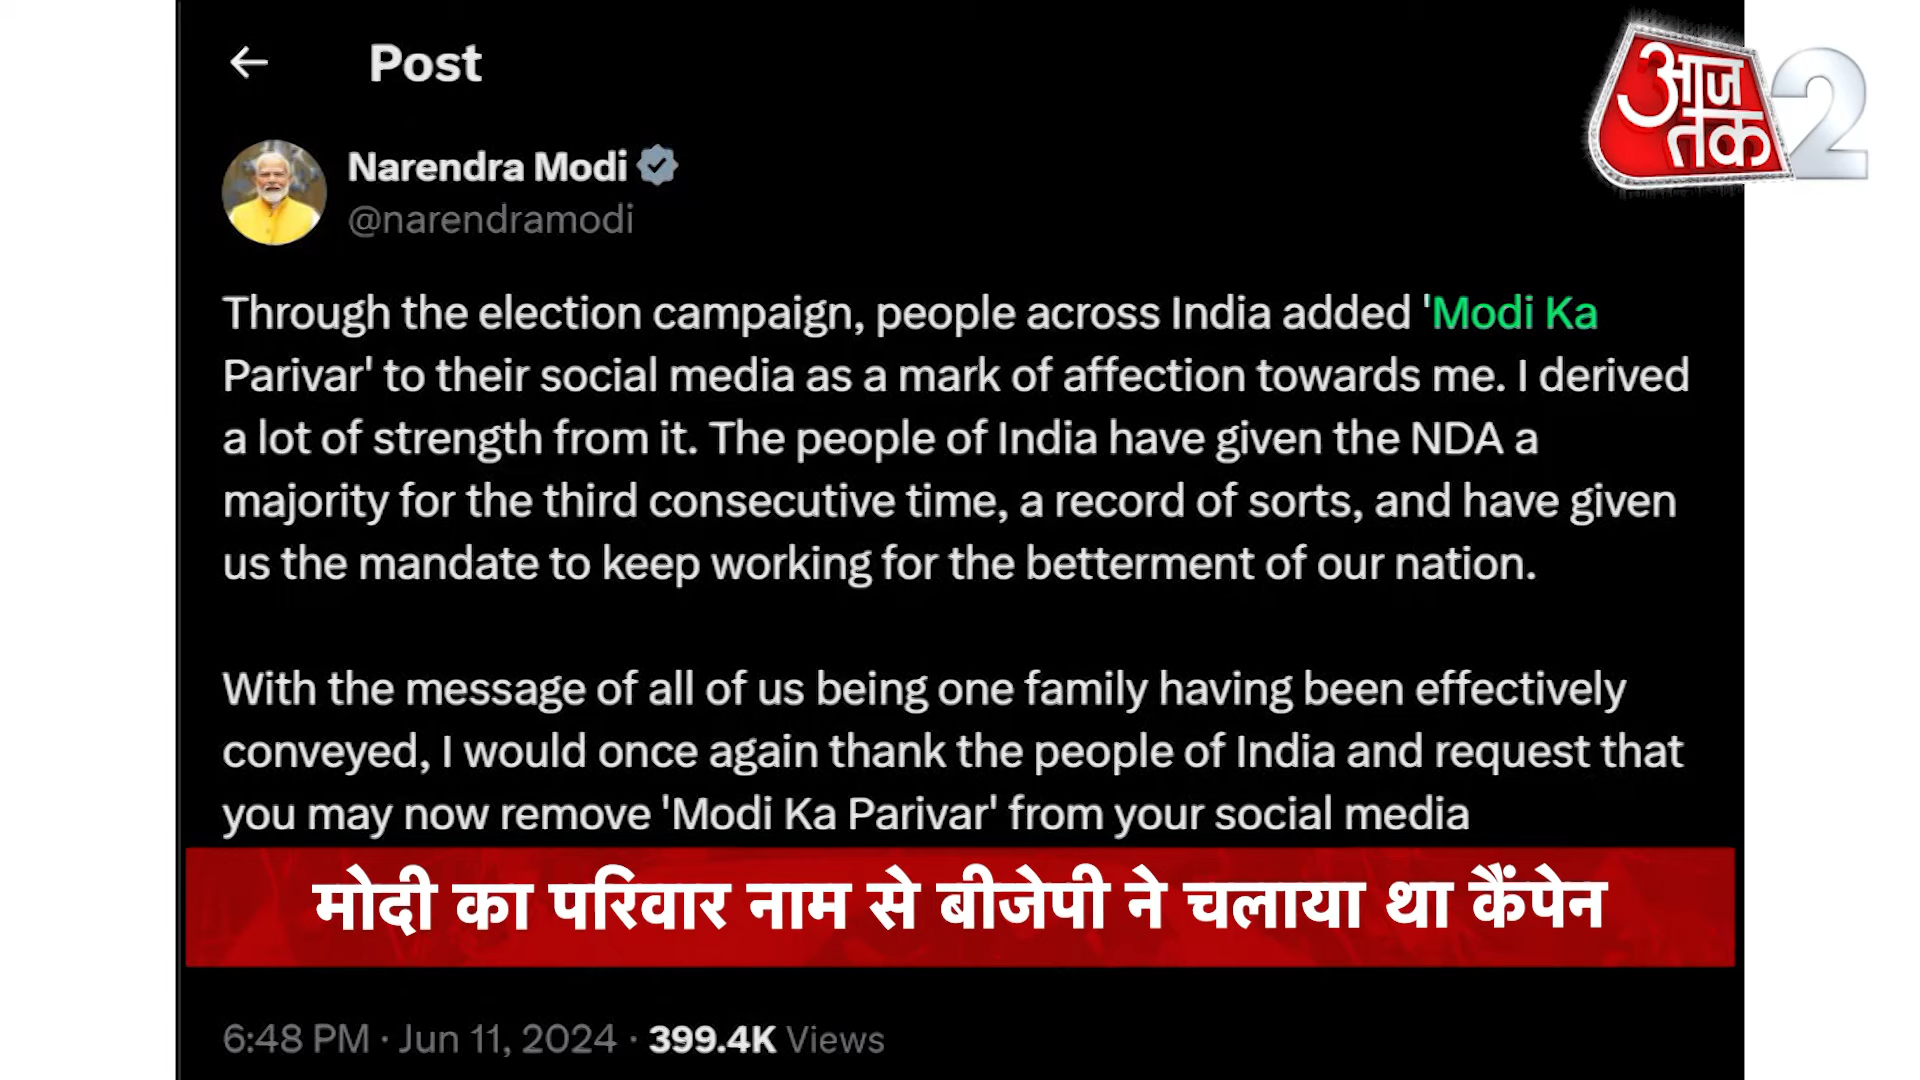 Post
आज
तक 2
Narendra Modi
@narendramodi
Through the election campaign, people across India added 'Modi Ka
Parivar' to their social media as a mark of affection towards me. I derived
a lot of strength from it. The people of India have given the NDA a
majority for the third consecutive time, a record of sorts, and have given
us the mandate to keep working for the betterment of our nation.
With the message of all of us being one family having been effectively
conveyed, I would once again thank the people of India and request that
you may now remove 'Modi Ka Parivar' from your social media
मोदी का परिवार नाम से बीजेपी ने चलाया था कैंपेन
6:48 PM · Jun 11, 2024 · 399.4K Views